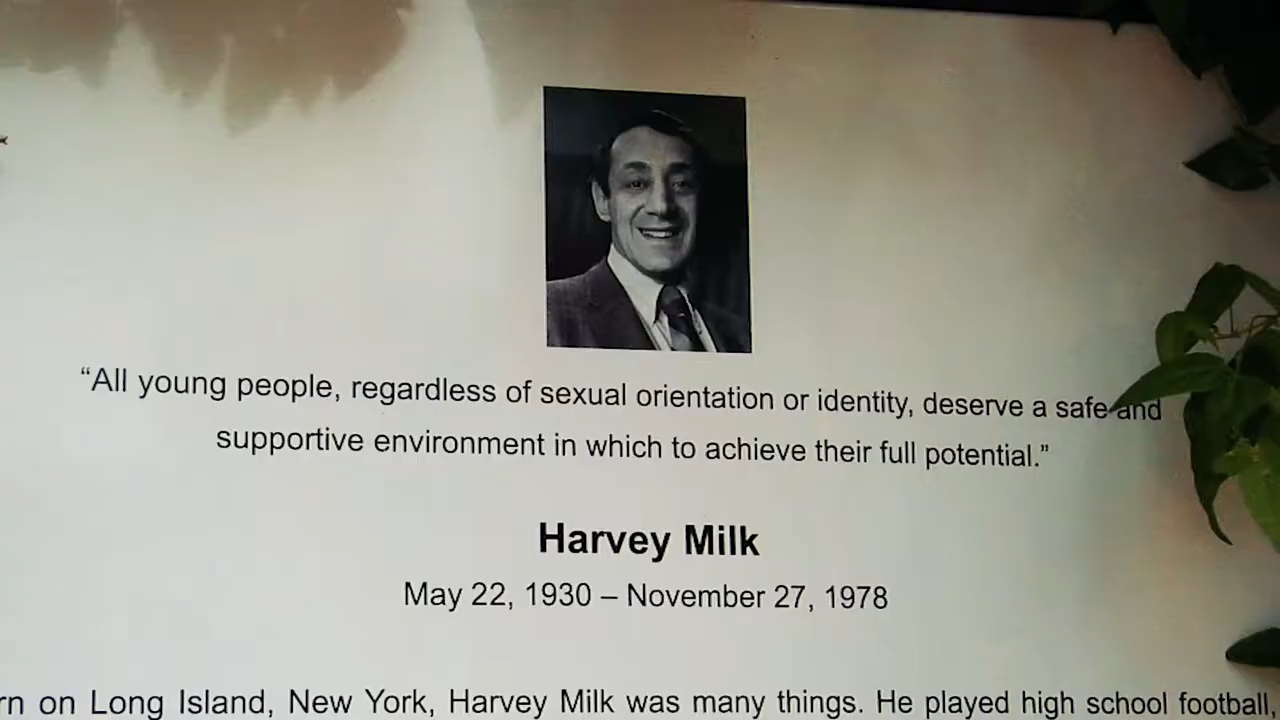 “All young people, regardless of sexual orientation or identity, deserve a safe and
supportive environment in which to achieve their full potential.”
Harvey Milk
May 22, 1930 – November 27, 1978
rn on Long Island, New York, Harvey Milk was many things. He played high school football,